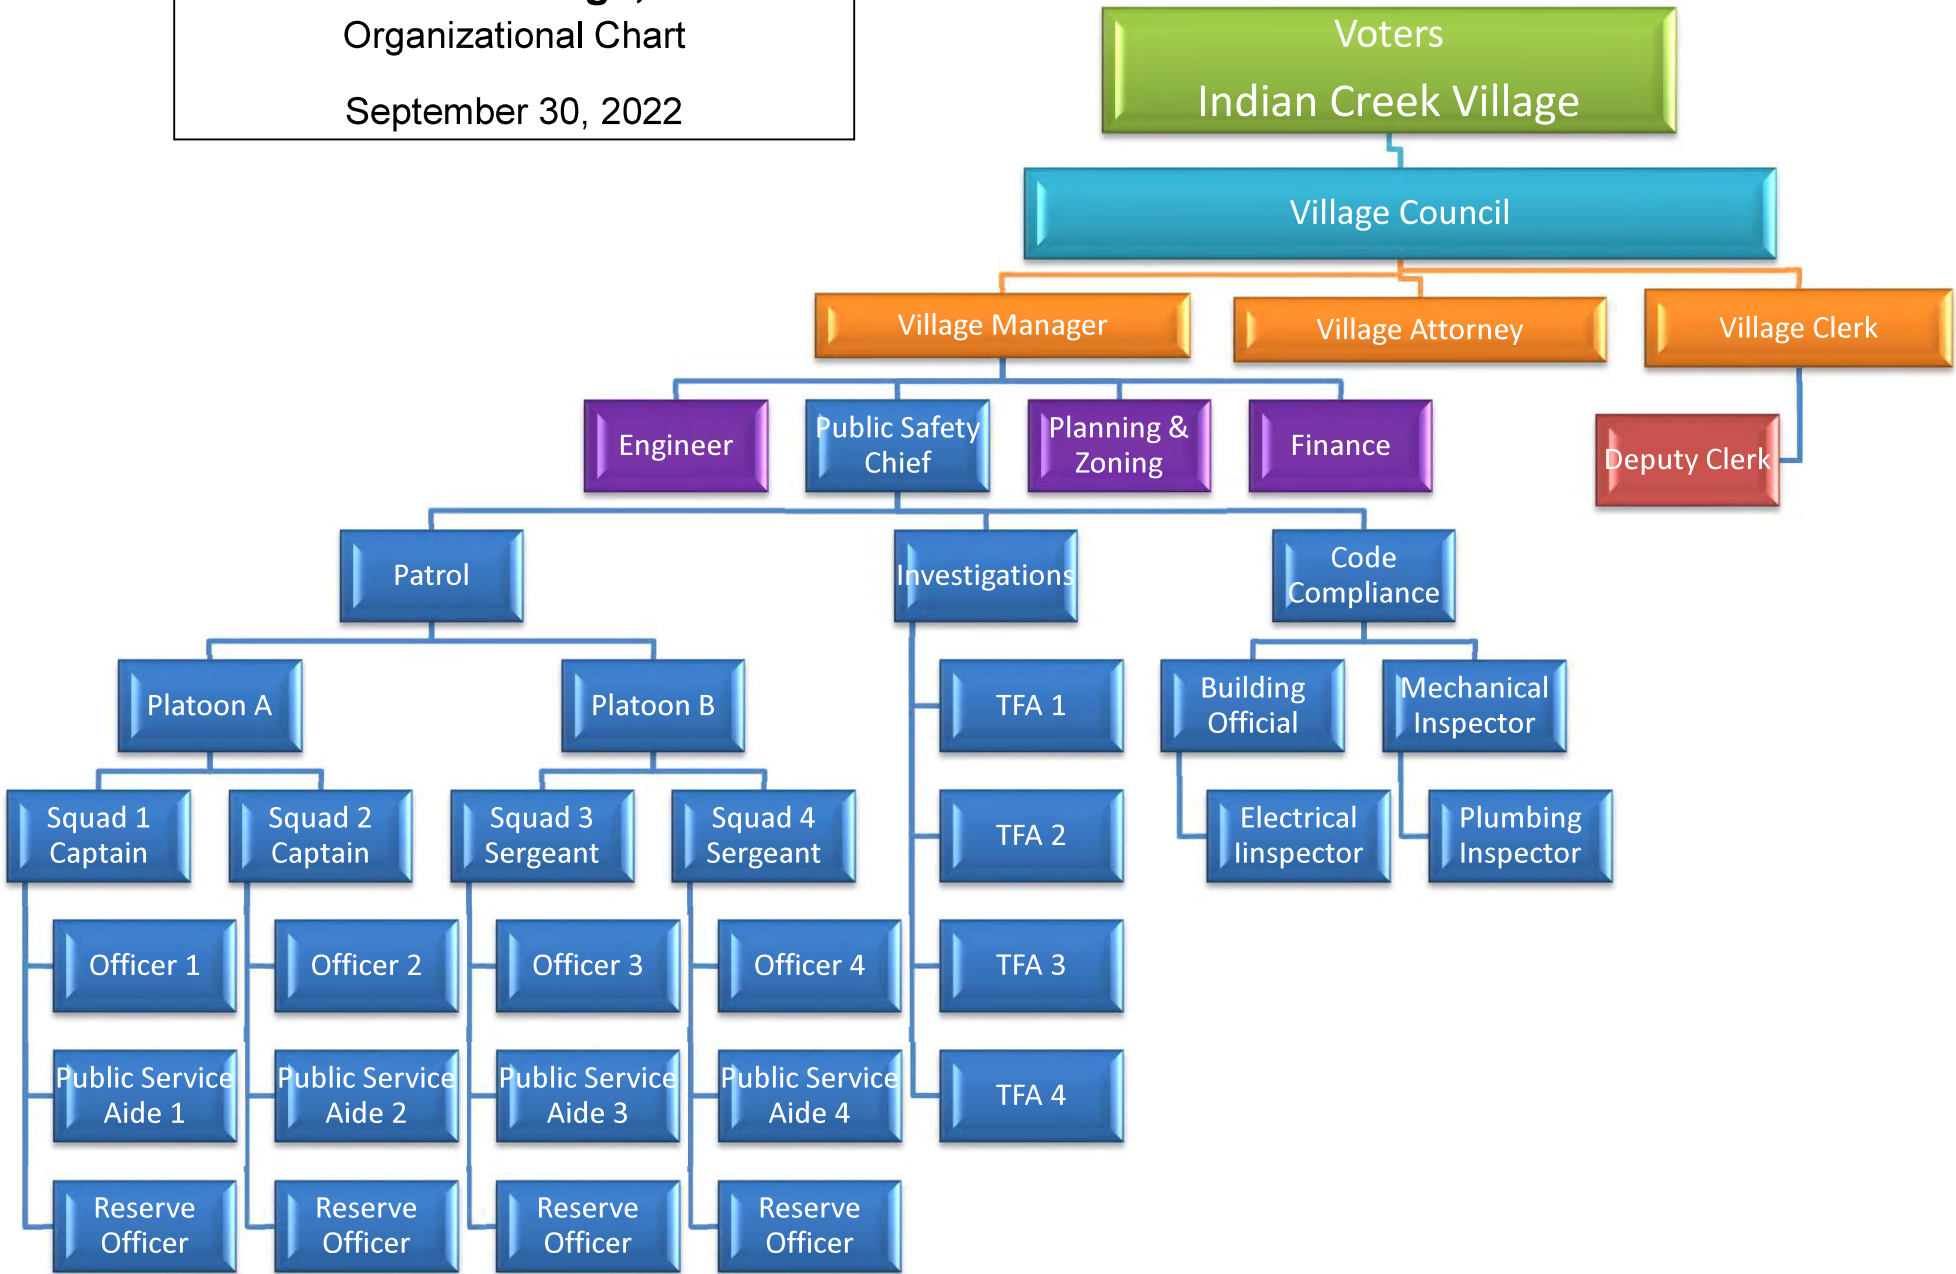 Organizational Chart
September 30, 2022
Voters
Indian Creek Village
Village Council
Village Manager
Village Attorney
Village Clerk
Engineer
Public Safety
Chief
Planning &
Zoning
Finance
Deputy Clerk
Patrol
Investigations
Code
Compliance
Platoon A
Platoon B
TFA 1
Building
Official
Mechanical
Inspector
Squad 1
Captain
Squad 2
Captain
Squad 3
Sergeant
Squad 4
Sergeant
TFA 2
Electrical
Iinspector
Plumbing
Inspector
Officer 1
Officer 2
Officer 3
Officer 4
TFA 3
Public Service
Aide 1
Public Service
Aide 2
Public Service
Aide 3
Public Service
Aide 4
TFA 4
Reserve
Officer
Reserve
Officer
Reserve
Officer
Reserve
Officer